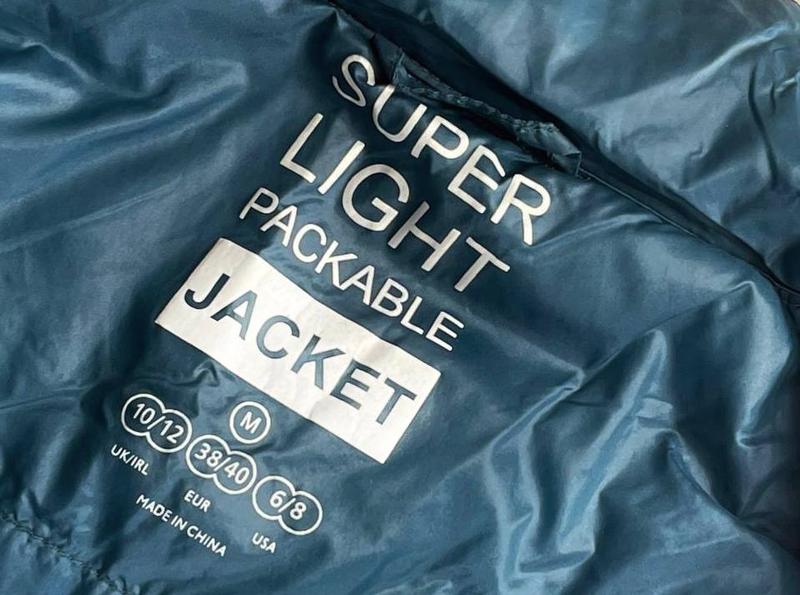 SUPER
LIGHT
PACKABLE
JACKET
M
10/12 38/40 6/8
UK/IRL EUR USA
MADE IN CHINA